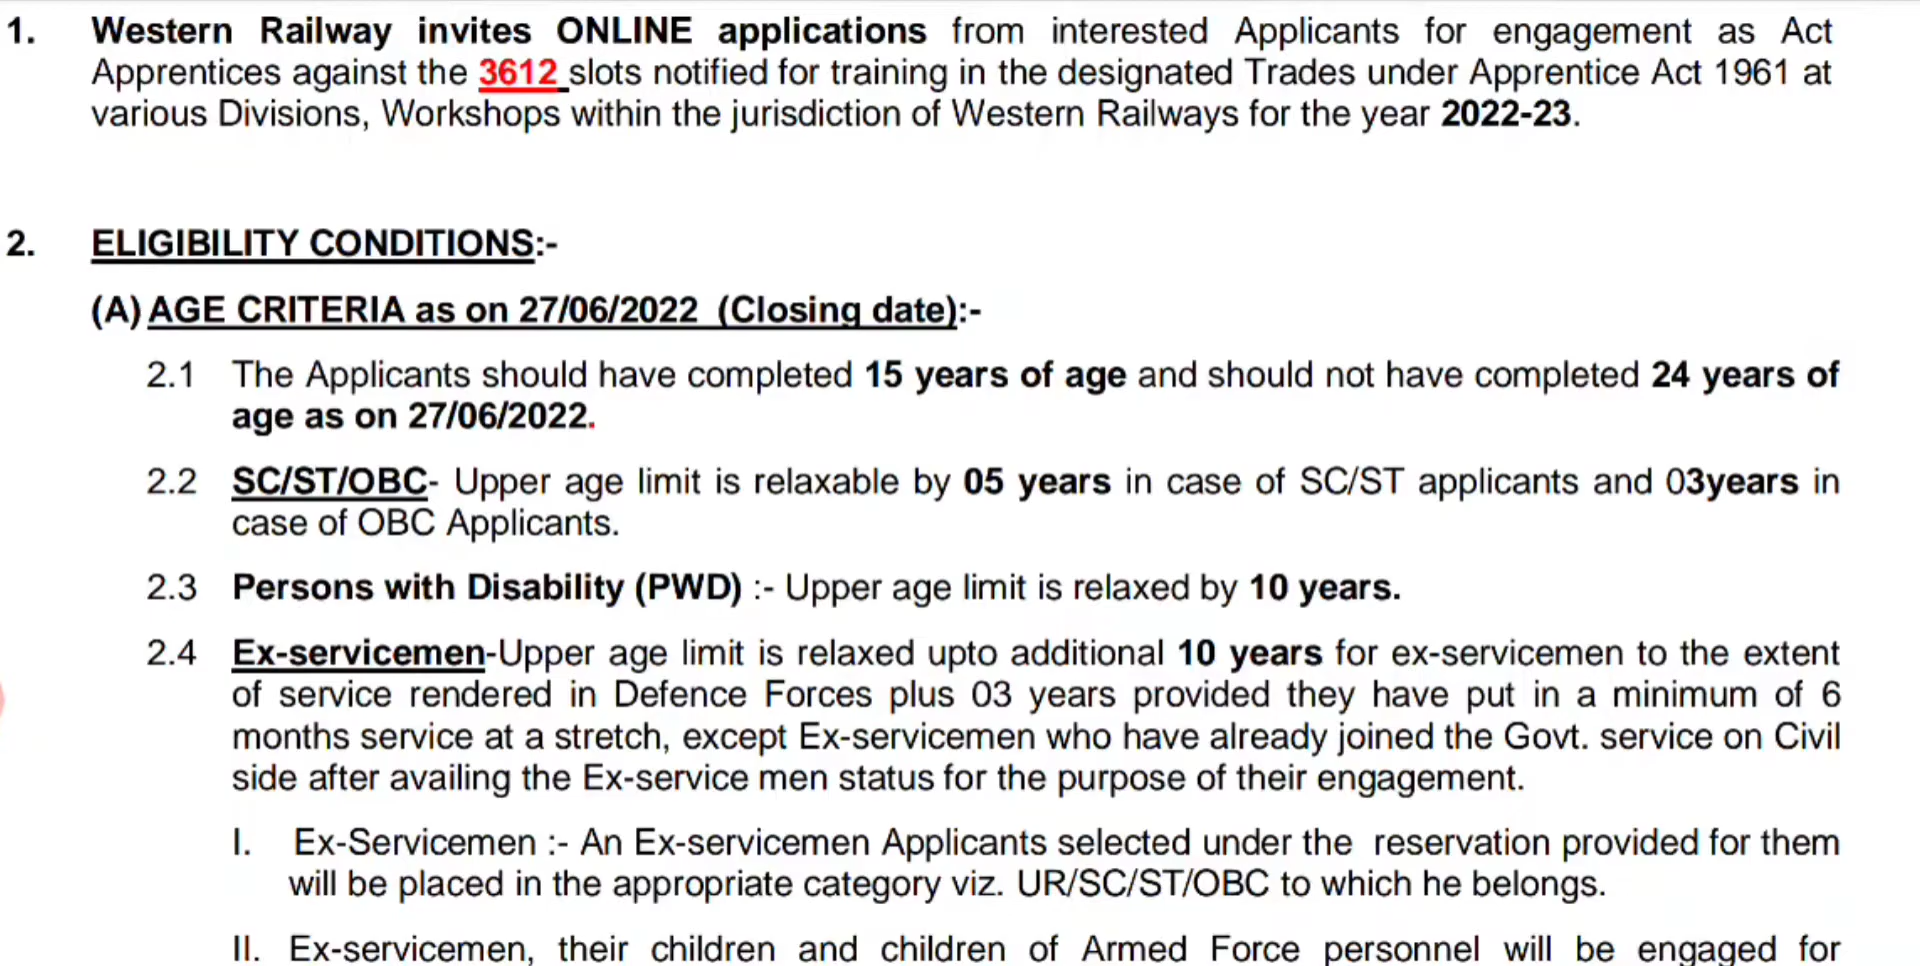 1. Western Railway invites ONLINE applications from interested Applicants for engagement as Act
Apprentices against the 3612 slots notified for training in the designated Trades under Apprentice Act 1961 at
various Divisions, Workshops within the jurisdiction of Western Railways for the year 2022-23.
2. ELIGIBILITY CONDITIONS:-
(A) AGE CRITERIA as on 27/06/2022 (Closing date):-
2.1 The Applicants should have completed 15 years of age and should not have completed 24 years of
age as on 27/06/2022.
2.2 SC/ST/OBC- Upper age limit is relaxable by 05 years in case of SC/ST applicants and 03years in
case of OBC Applicants.
2.3 Persons with Disability (PWD) :- Upper age limit is relaxed by 10 years.
2.4 Ex-servicemen-Upper age limit is relaxed upto additional 10 years for ex-servicemen to the extent
of service rendered in Defence Forces plus 03 years provided they have put in a minimum of 6
months service at a stretch, except Ex-servicemen who have already joined the Govt. service on Civil
side after availing the Ex-service men status for the purpose of their engagement.
I. Ex-Servicemen :- An Ex-servicemen Applicants selected under the reservation provided for them
will be placed in the appropriate category viz. UR/SC/ST/OBC to which he belongs.
II. Ex-servicemen, their children and children of Armed Force personnel will be engaged for